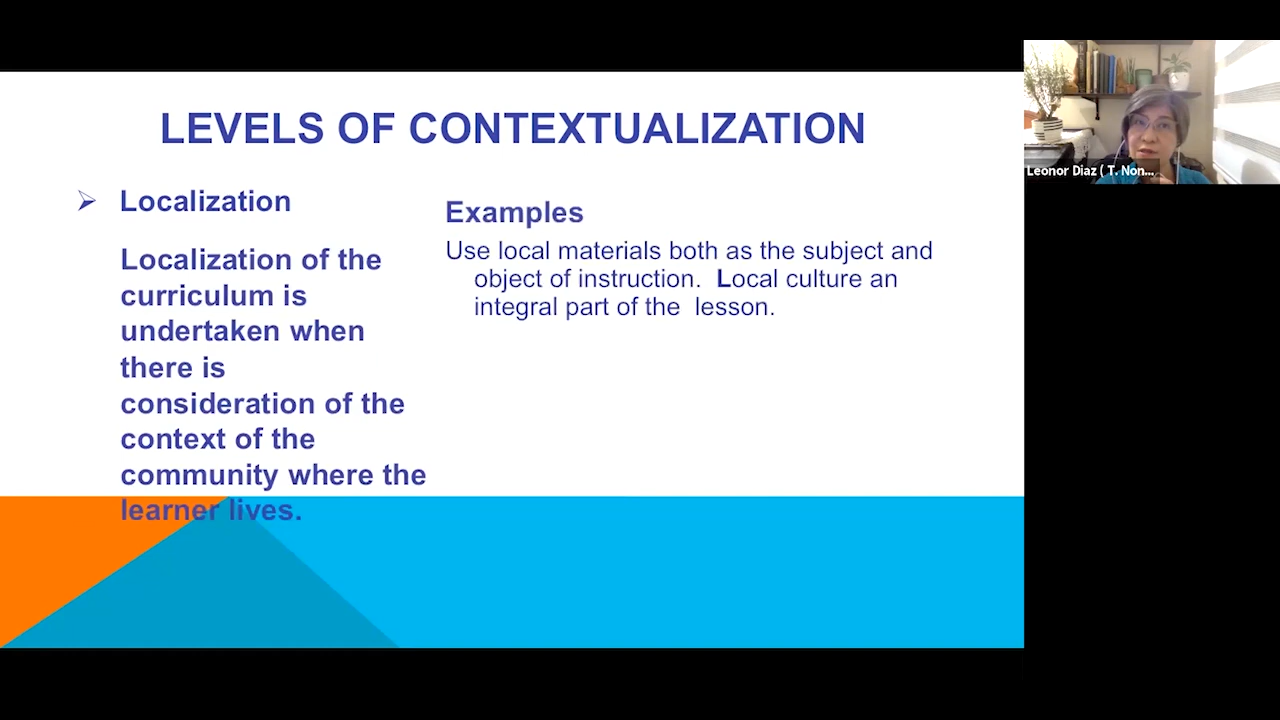 LEVELS OF CONTEXTUALIZATION
➢ Localization
Localization of the
curriculum is
undertaken when
there is
consideration of the
context of the
community where the
learner lives.
Examples
Use local materials both as the subject and
object of instruction.  Local culture an
integral part of the  lesson.
Leonor Diaz ( T. Non...